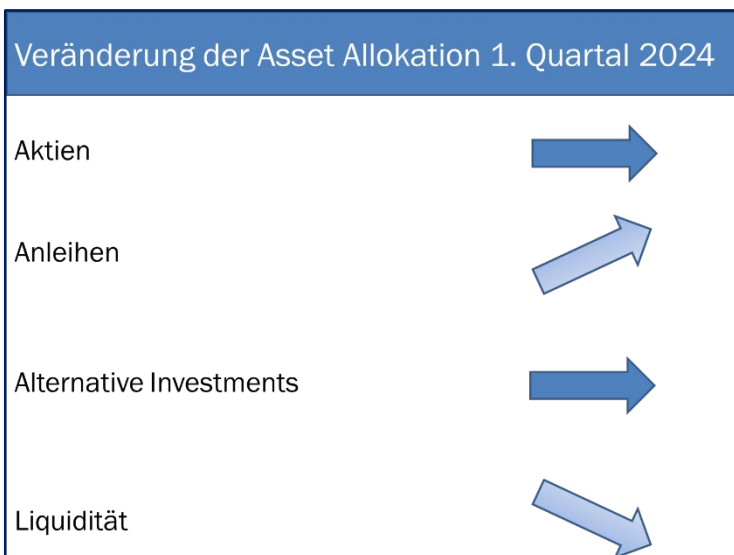 Veränderung der Asset Allokation 1. Quartal 2024
Aktien
Anleihen
Alternative Investments
Liquidität